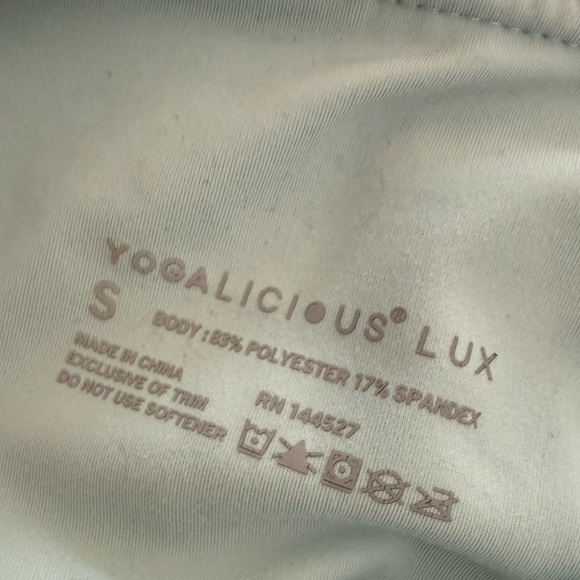 YOGALICIOUS® LUX
S
BODY : 83% POLYESTER 17% SPANDEX
MADE IN CHINA
EXCLUSIVE OF TRIM
RN 144527
DO NOT USE SOFTENER